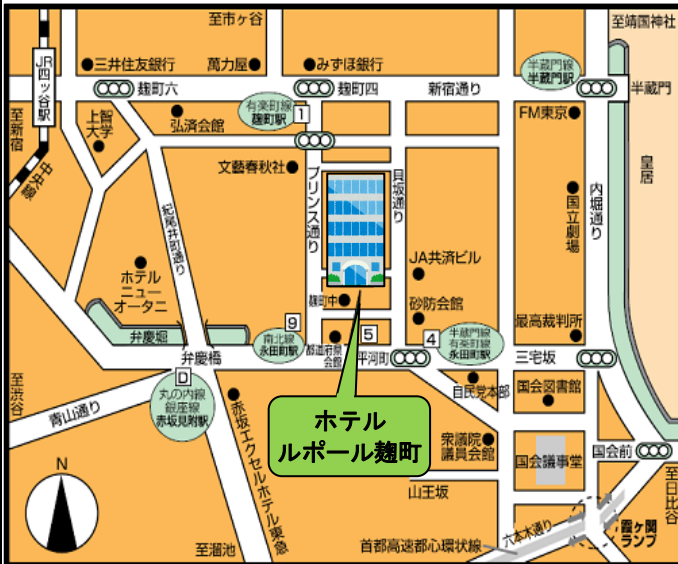 至市ヶ谷
至靖国神社
JR四ッ谷駅
三井住友銀行
萬力屋
みずほ銀行
半蔵門線
半蔵門駅
麹町六
麹町四
新宿通り
半蔵門
至新宿
上智
大学
弘済会館
有楽町線
麹町駅
1
FM東京
中央線
文藝春秋社
プリンス通り
貝坂通り
国立劇場
内堀通り
皇居
紀尾井町通り
ホテル
ニュー
オータニ
JA共済ビル
麹町中
砂防会館
弁慶堀
弁慶橋
9
南北線
永田町駅
都道府県
会館
5
平河町
4
半蔵門線
有楽町線
永田町駅
最高裁判所
三宅坂
至渋谷
青山通り
D
丸の内線
銀座線
赤坂見附駅
赤坂エクセルホテル東急
自民党本部
国会図書館
ホテル
ルポール麹町
衆議院
議員会館
国会議事堂
国会前
N
山王坂
至日比谷
至溜池
首都高速都心環状線
六本木通り
霞ヶ関
ランプ